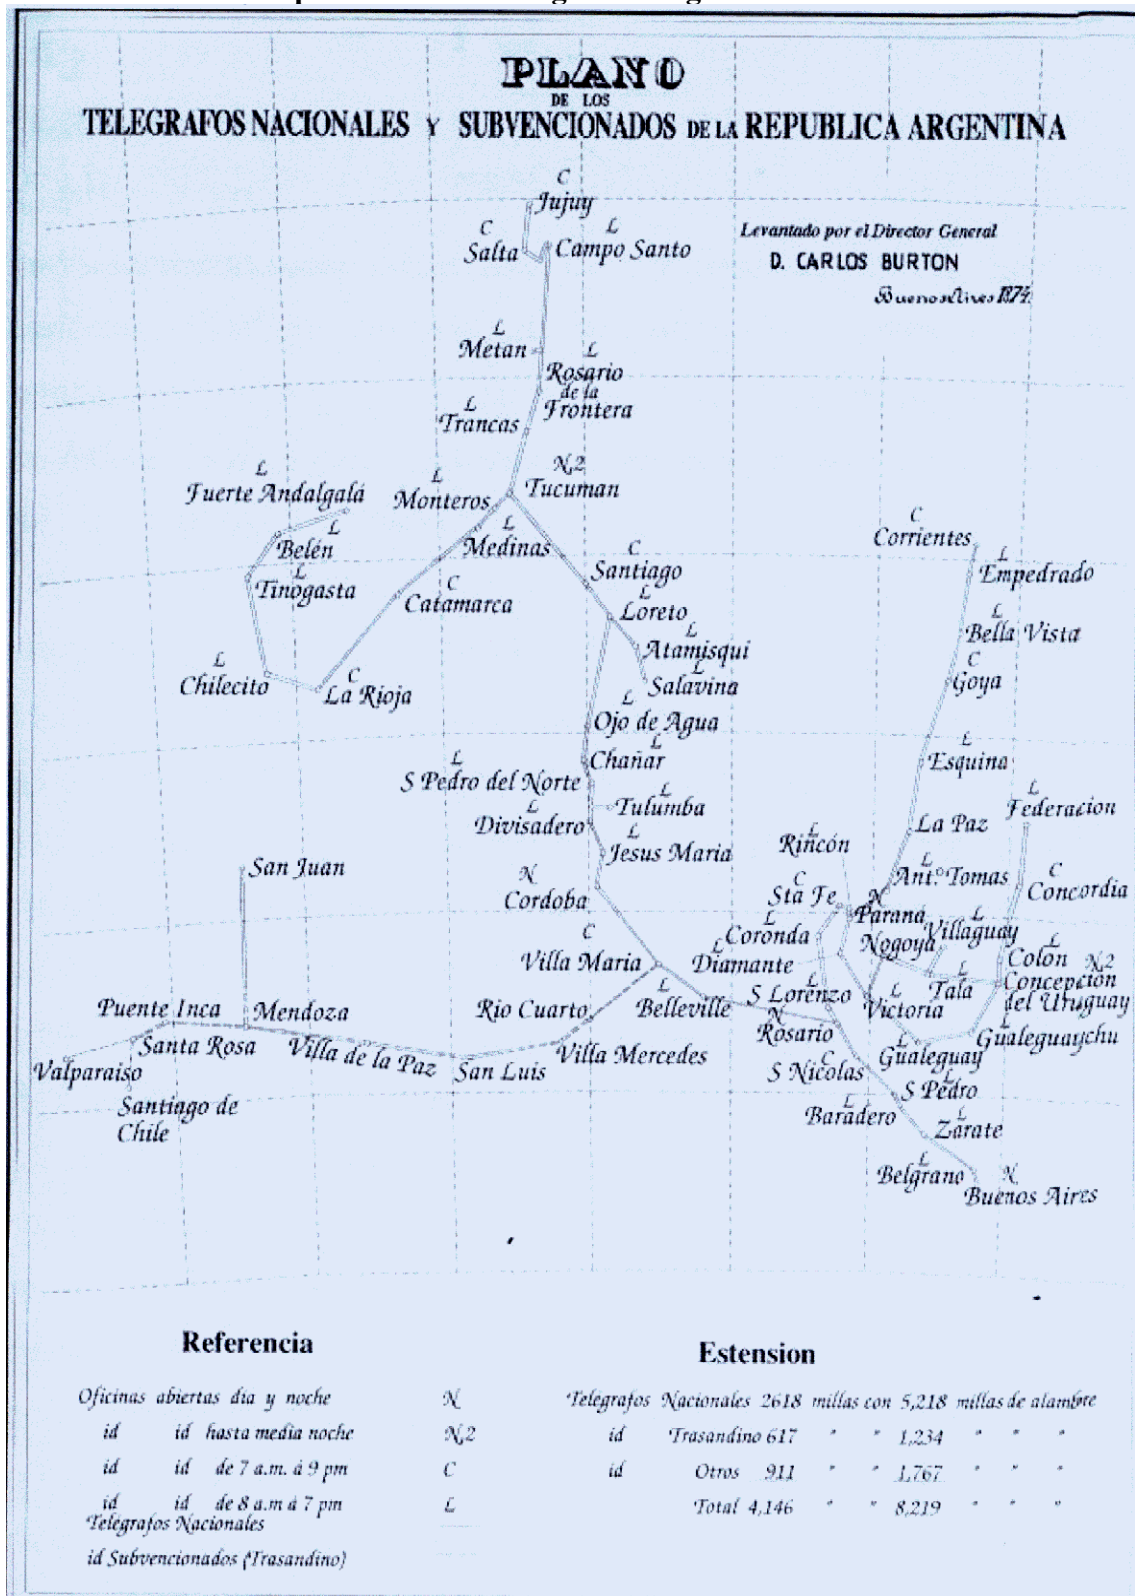 PLANO
DE LOS
TELEGRAFOS NACIONALES Y SUBVENCIONADOS DE LA REPUBLICA ARGENTINA
Levantado por el Director General
D. CARLOS BURTON
Buenos Aires 1874
C
Jujuy
C
Salta
L
Campo Santo
L
Metan
L
Rosario
de la
Frontera
L
Trancas
N,2
Tucuman
L
Fuerte Andalgalá
L
Monteros
L
Belén
L
Medinas
L
Tinogasta
C
Catamarca
C
Santiago
L
Loreto
L
Atamisqui
L
Salavina
L
Chilecito
C
La Rioja
L
Ojo de Agua
L
Chañar
L
S Pedro del Norte
L
Tulumba
L
Divisadero
L
Jesus Maria
N
Cordoba
C
Villa Maria
C
Corrientes
L
Empedrado
L
Bella Vista
C
Goya
L
Esquina
L
Federacion
La Paz
L
Rincón
L
Ant.º Tomas
C
Concordia
C
Sta Fe
N
Paraná
L
Coronda
L
Villaguay
Nogoya
L
Diamante
L
Colón
N,2
Concepción
del Uruguay
L
Tala
S Lorenzo
L
Victoria
L
Belleville
N
Rosario
L
Gualeguaychu
L
Gualeguay
C
S Nicolas
L
S Pedro
L
Baradero
L
Zarate
L
Belgrano
N
Buenos Aires
San Juan
Puente Inca
Mendoza
Santa Rosa
Villa de la Paz
San Luis
Villa Mercedes
Rio Cuarto
Valparaiso
Santiago de
Chile
Referencia
Oficinas abiertas dia y noche N
id id hasta media noche N,2
id id de 7 a.m. á 9 pm C
id id de 8 a.m á 7 pm L
Telégrafos Nacionales
id Subvencionados (Trasandino)
Estension
Telegrafos Nacionales 2618 millas con 5,218 millas de alambre
id Trasandino 617 " " 1,234 " " "
id Otros 911 " " 1,767 " " "
Total 4,146 " " 8,219 " " "